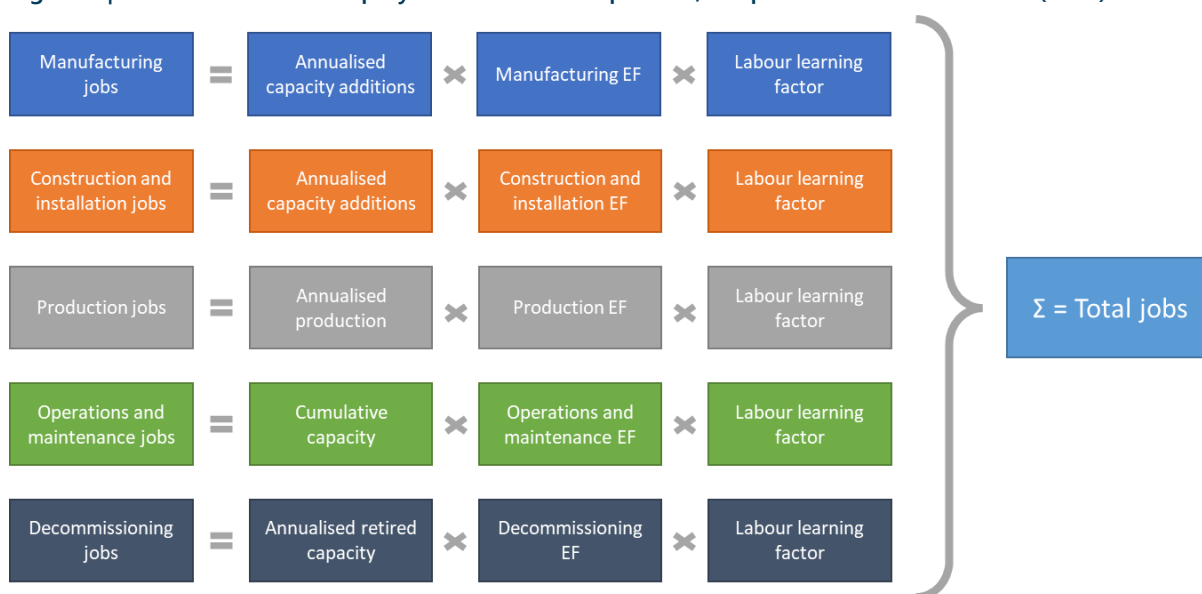 Manufacturing
jobs
=
Annualised
capacity additions
×
Manufacturing EF
×
Labour learning
factor
Construction and
installation jobs
=
Annualised
capacity additions
×
Construction and
installation EF
×
Labour learning
factor
Production jobs
=
Annualised
production
×
Production EF
×
Labour learning
factor
Σ = Total jobs
Operations and
maintenance jobs
=
Cumulative
capacity
×
Operations and
maintenance EF
×
Labour learning
factor
Decommissioning
jobs
=
Annualised retired
capacity
×
Decommissioning
EF
×
Labour learning
factor